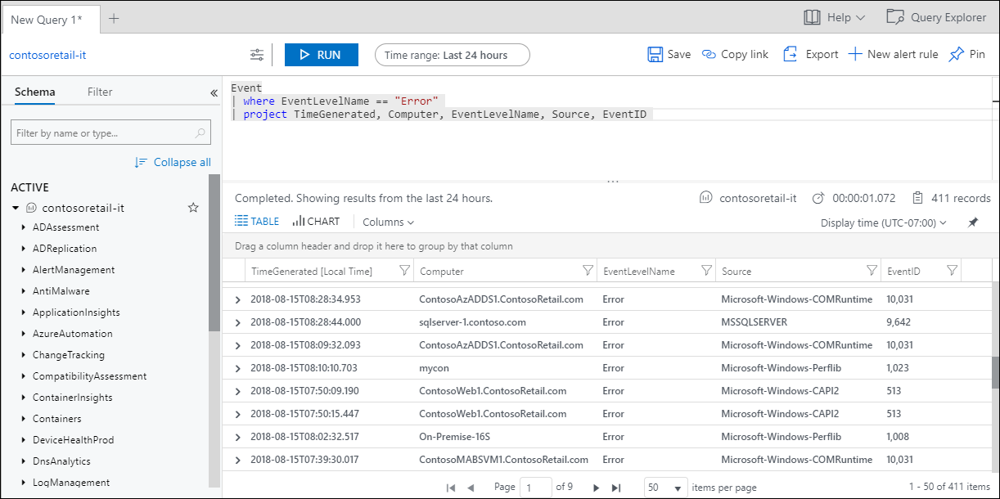 New Query 1*
Help
Query Explorer
contosoretail-it
RUN
Time range: Last 24 hours
Save
Copy link
Export
New alert rule
Pin
Schema
Filter
«
Filter by name or type...
Collapse all
ACTIVE
contosoretail-it
ADAssessment
ADReplication
AlertManagement
AntiMalware
ApplicationInsights
AzureAutomation
ChangeTracking
CompatibilityAssessment
ContainerInsights
Containers
DeviceHealthProd
DnsAnalytics
LogManagement
Event
| where EventLevelName == "Error"
| project TimeGenerated, Computer, EventLevelName, Source, EventID
Completed. Showing results from the last 24 hours.
contosoretail-it
00:00:01.072
411 records
TABLE
CHART
Columns
Display time (UTC-07:00)
Drag a column header and drop it here to group by that column
TimeGenerated [Local Time] Computer EventLevelName Source EventID
2018-08-15T08:28:34.953 ContosoAzADDS1.ContosoRetail.com Error Microsoft-Windows-COMRuntime 10,031
2018-08-15T08:28:44.000 sqlserver-1.contoso.com Error MSSQLSERVER 9,642
2018-08-15T08:09:32.093 ContosoAzADDS1.ContosoRetail.com Error Microsoft-Windows-COMRuntime 10,031
2018-08-15T08:10:10.703 mycon Error Microsoft-Windows-Perflib 1,023
2018-08-15T07:50:09.190 ContosoWeb1.ContosoRetail.com Error Microsoft-Windows-CAPI2 513
2018-08-15T07:50:15.447 ContosoWeb1.ContosoRetail.com Error Microsoft-Windows-CAPI2 513
2018-08-15T08:02:32.517 On-Premise-16S Error Microsoft-Windows-Perflib 1,008
2018-08-15T07:39:30.017 ContosoMABSVM1.ContosoRetail.com Error Microsoft-Windows-COMRuntime 10,031
Page 1 of 9
50 items per page
1 - 50 of 411 items